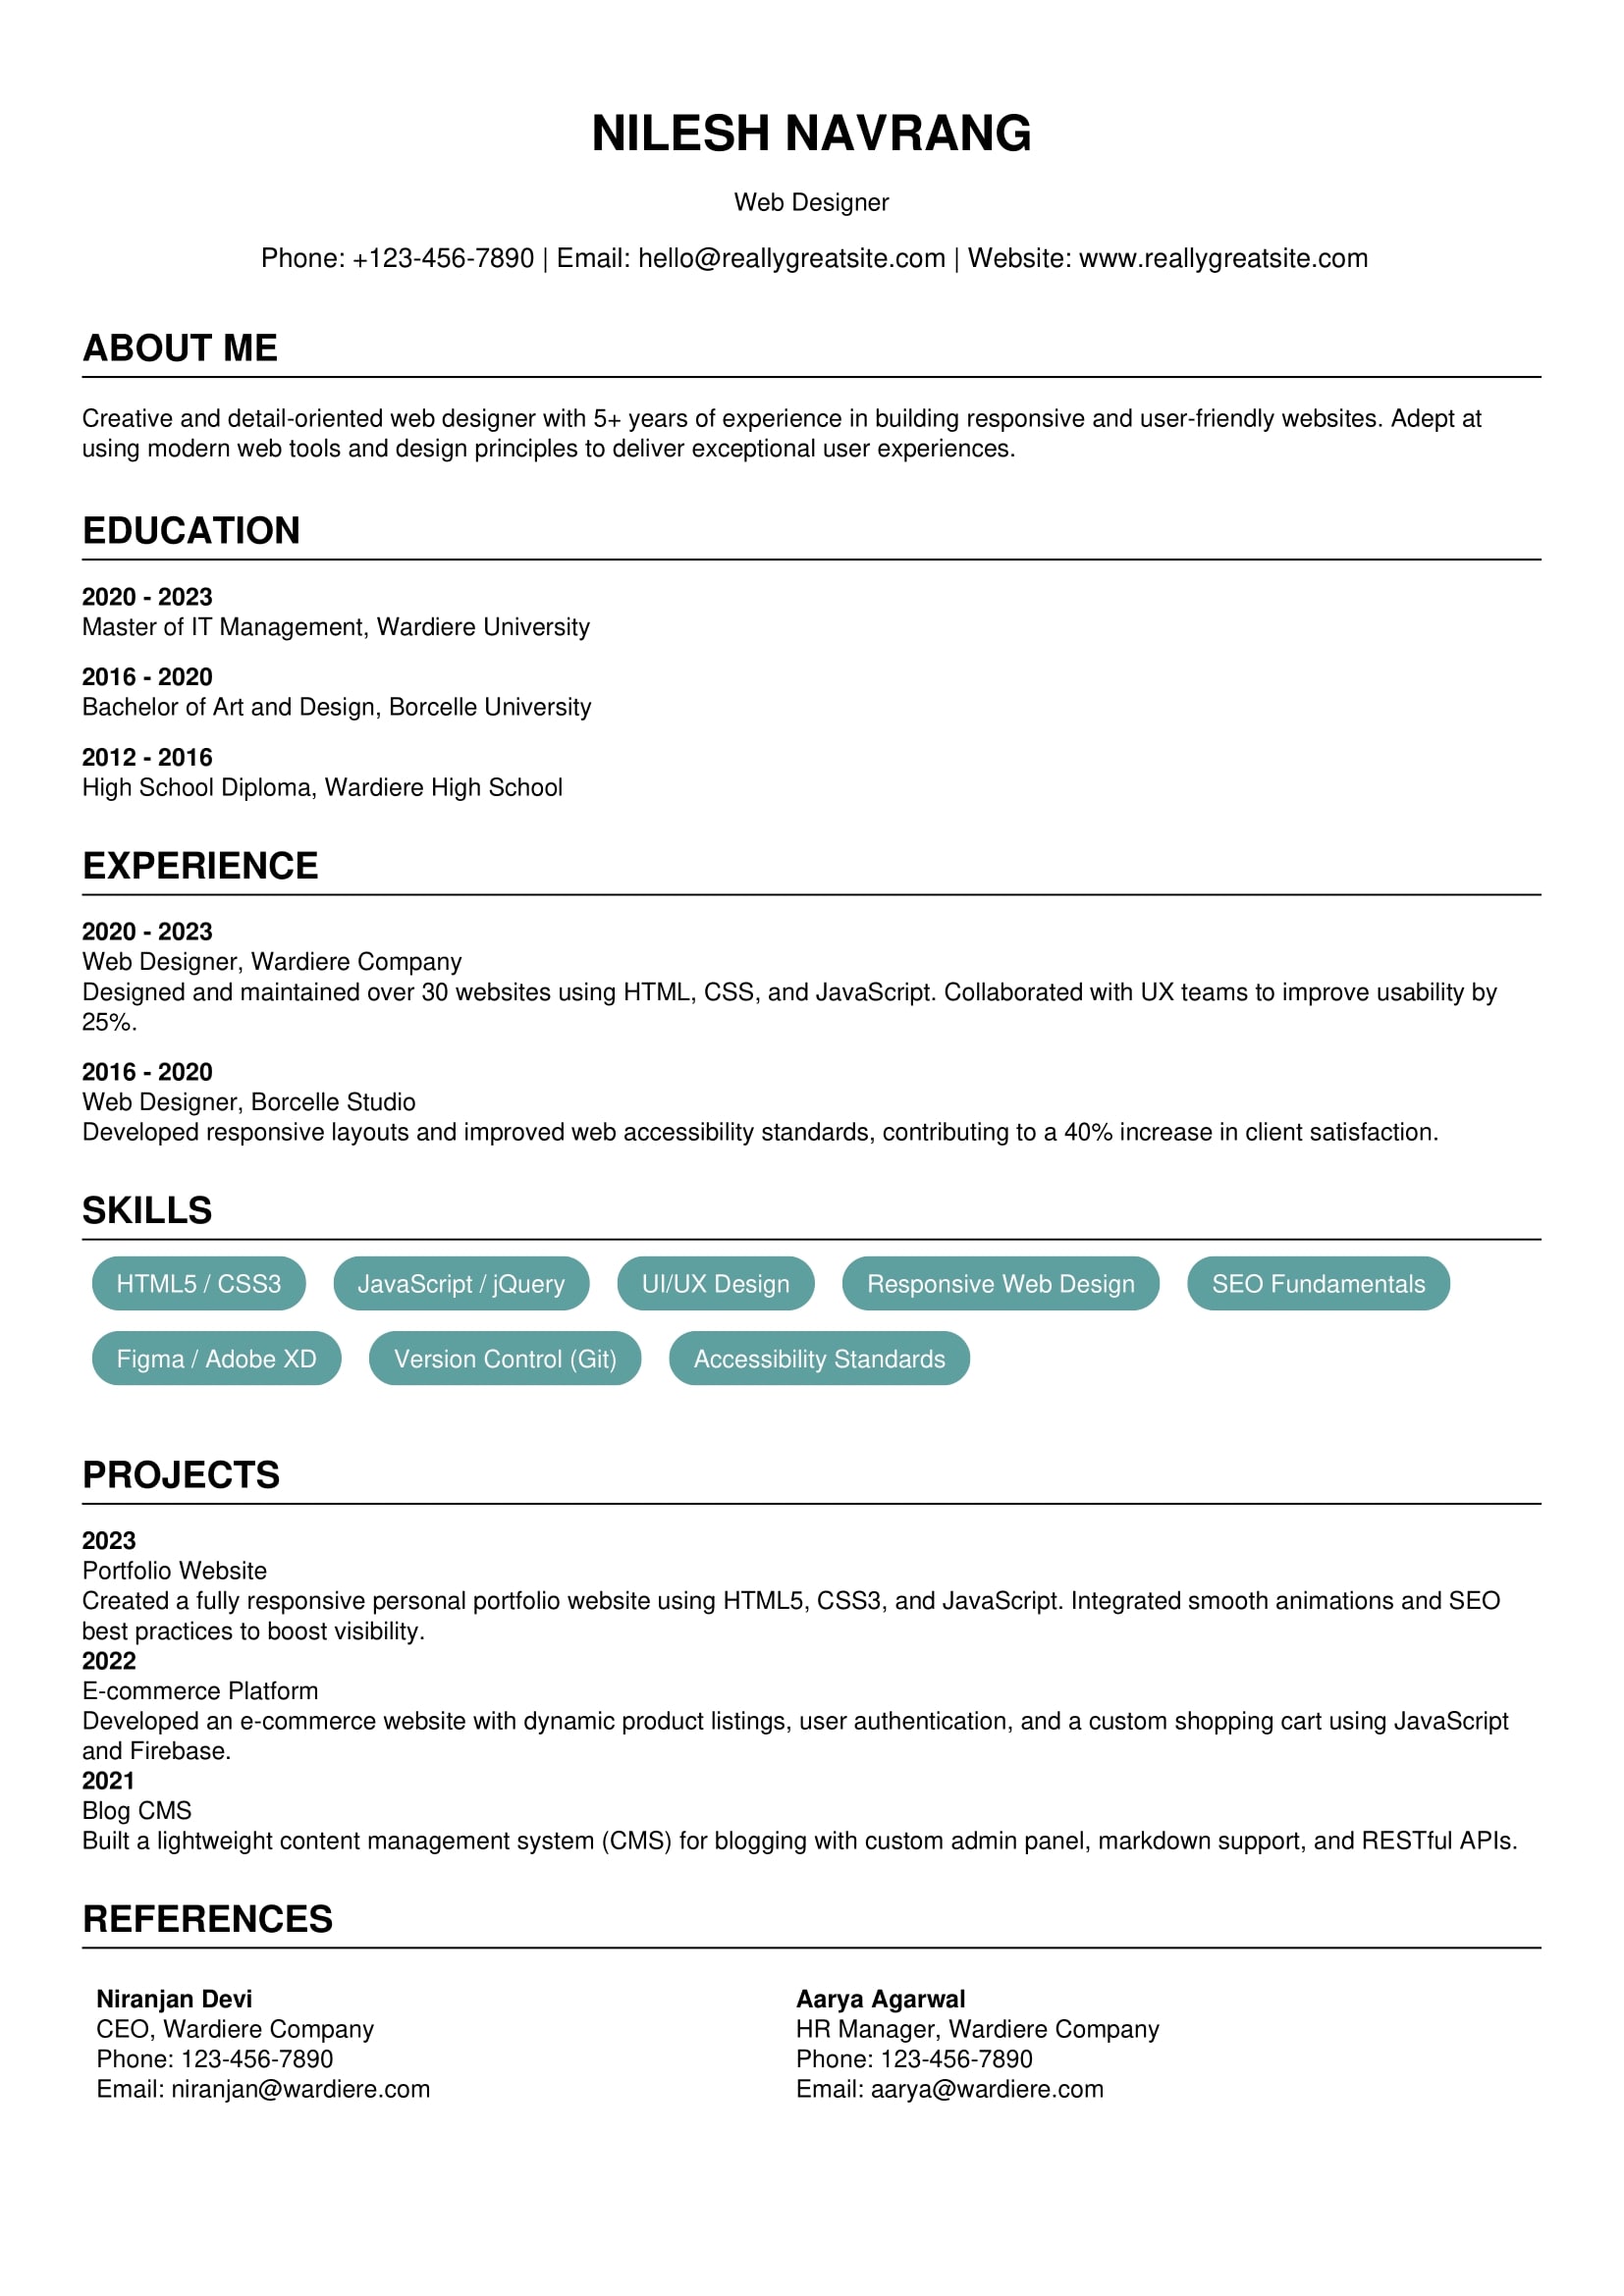 NILESH NAVRANG
Web Designer
Phone: +123-456-7890 | Email: hello@reallygreatsite.com | Website: www.reallygreatsite.com
ABOUT ME
Creative and detail-oriented web designer with 5+ years of experience in building responsive and user-friendly websites. Adept at
using modern web tools and design principles to deliver exceptional user experiences.
EDUCATION
2020 - 2023
Master of IT Management, Wardiere University
2016 - 2020
Bachelor of Art and Design, Borcelle University
2012 - 2016
High School Diploma, Wardiere High School
EXPERIENCE
2020 - 2023
Web Designer, Wardiere Company
Designed and maintained over 30 websites using HTML, CSS, and JavaScript. Collaborated with UX teams to improve usability by
25%.
2016 - 2020
Web Designer, Borcelle Studio
Developed responsive layouts and improved web accessibility standards, contributing to a 40% increase in client satisfaction.
SKILLS
HTML5 / CSS3 JavaScript / jQuery UI/UX Design Responsive Web Design SEO Fundamentals
Figma / Adobe XD Version Control (Git) Accessibility Standards
PROJECTS
2023
Portfolio Website
Created a fully responsive personal portfolio website using HTML5, CSS3, and JavaScript. Integrated smooth animations and SEO
best practices to boost visibility.
2022
E-commerce Platform
Developed an e-commerce website with dynamic product listings, user authentication, and a custom shopping cart using JavaScript
and Firebase.
2021
Blog CMS
Built a lightweight content management system (CMS) for blogging with custom admin panel, markdown support, and RESTful APIs.
REFERENCES
Niranjan Devi
CEO, Wardiere Company
Phone: 123-456-7890
Email: niranjan@wardiere.com
Aarya Agarwal
HR Manager, Wardiere Company
Phone: 123-456-7890
Email: aarya@wardiere.com